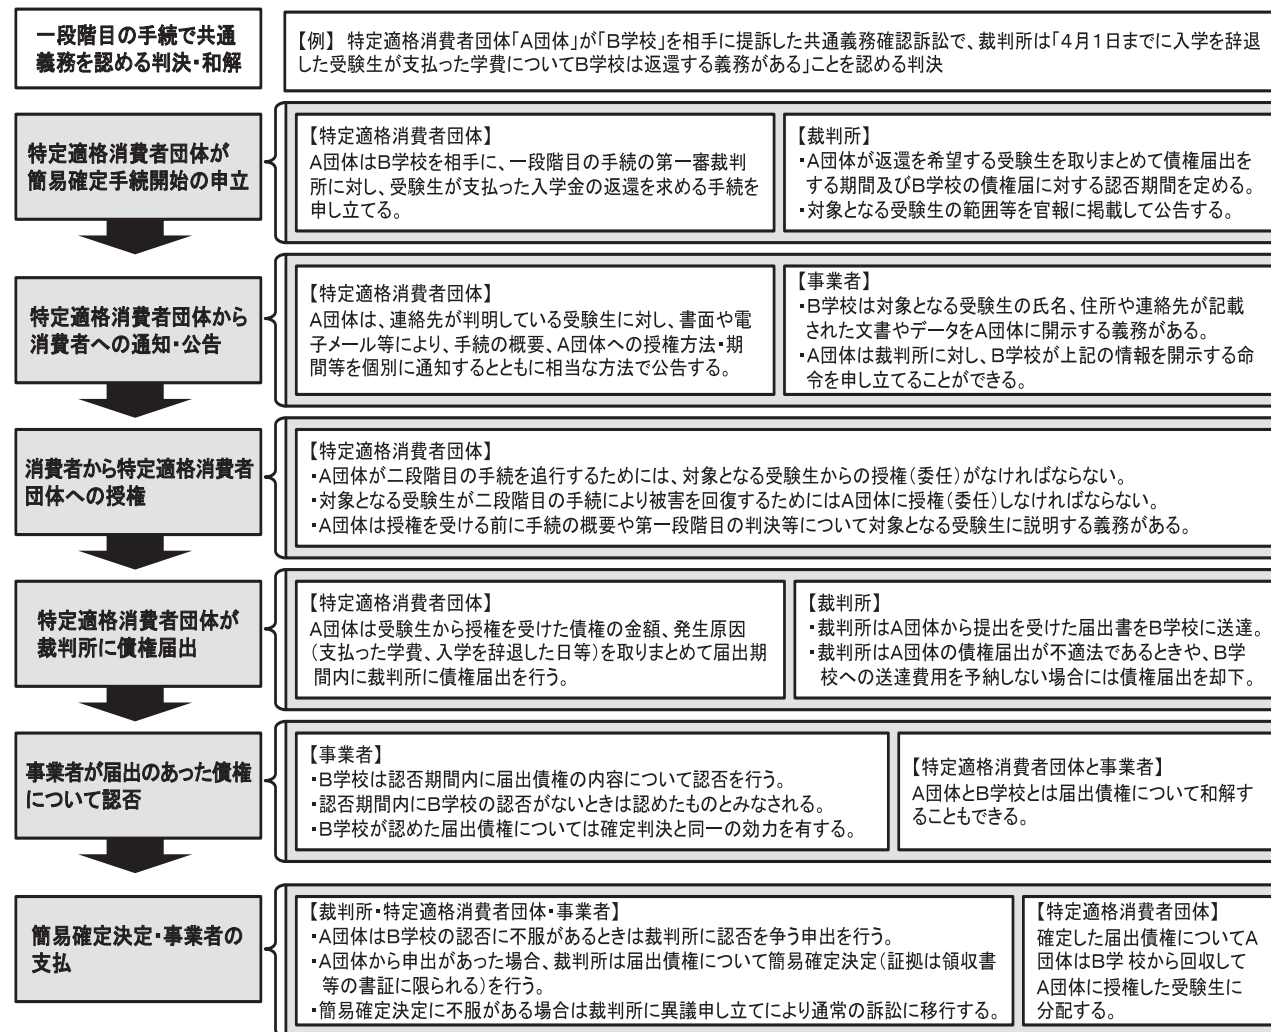 一段階目の手続で共通
義務を認める判決・和解
【例】 特定適格消費者団体「A団体」が「B学校」を相手に提訴した共通義務確認訴訟で、裁判所は「4月1日までに入学を辞退
した受験生が支払った学費についてB学校は返還する義務がある」ことを認める判決
特定適格消費者団体が
簡易確定手続開始の申立
【特定適格消費者団体】
A団体はB学校を相手に、一段階目の手続の第一審裁判
所に対し、受験生が支払った入学金の返還を求める手続を
申し立てる。
【裁判所】
・A団体が返還を希望する受験生を取りまとめて債権届出を
する期間及びB学校の債権届に対する認否期間を定める。
・対象となる受験生の範囲等を官報に掲載して公告する。
特定適格消費者団体から
消費者への通知・公告
【特定適格消費者団体】
A団体は、連絡先が判明している受験生に対し、書面や電
子メール等により、手続の概要、A団体への授権方法・期
間等を個別に通知するとともに相当な方法で公告する。
【事業者】
・B学校は対象となる受験生の氏名、住所や連絡先が記載
された文書やデータをA団体に開示する義務がある。
・A団体は裁判所に対し、B学校が上記の情報を開示する命
令を申し立てることができる。
消費者から特定適格消費者
団体への授権
【特定適格消費者団体】
・A団体が二段階目の手続を追行するためには、対象となる受験生からの授権（委任）がなければならない。
・対象となる受験生が二段階目の手続により被害を回復するためにはA団体に授権（委任）しなければならない。
・A団体は授権を受ける前に手続の概要や第一段階目の判決等について対象となる受験生に説明する義務がある。
特定適格消費者団体が
裁判所に債権届出
【特定適格消費者団体】
A団体は受験生から授権を受けた債権の金額、発生原因
（支払った学費、入学を辞退した日等）を取りまとめて届出期
間内に裁判所に債権届出を行う。
【裁判所】
・裁判所はA団体から提出を受けた届出書をB学校に送達。
・裁判所はA団体の債権届出が不適法であるときや、B学
校への送達費用を予納しない場合には債権届出を却下。
事業者が届出のあった債権
について認否
【事業者】
・B学校は認否期間内に届出債権の内容について認否を行う。
・認否期間内にB学校の認否がないときは認めたものとみなされる。
・B学校が認めた届出債権については確定判決と同一の効力を有する。
【特定適格消費者団体と事業者】
A団体とB学校とは届出債権について和解す
ることもできる。
簡易確定決定・事業者の
支払
【裁判所・特定適格消費者団体・事業者】
・A団体はB学校の認否に不服があるときは裁判所に認否を争う申出を行う。
・A団体から申出があった場合、裁判所は届出債権について簡易確定決定（証拠は領収書
等の書証に限られる）を行う。
・簡易確定決定に不服がある場合は裁判所に異議申し立てにより通常の訴訟に移行する。
【特定適格消費者団体】
確定した届出債権についてA
団体はB学 校から回収して
A団体に授権した受験生に
分配する。